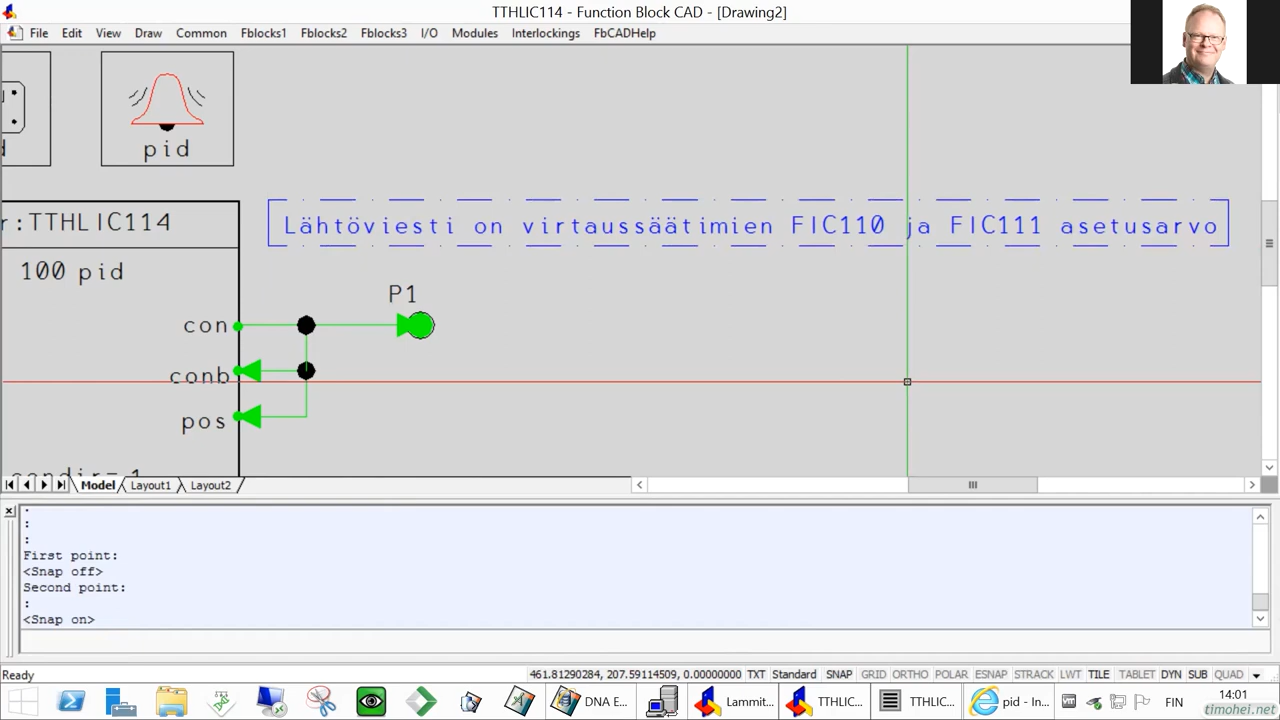 TTHLIC114 - Function Block CAD - [Drawing2]
File Edit View Draw Common Fblocks1 Fblocks2 Fblocks3 I/O Modules Interlockings FbCADHelp
pid
r:TTHLIC114
Lähtöviesti on virtaussäätimien FIC110 ja FIC111 asetusarvo
100 pid
P1
con
conb
pos
Model Layout1 Layout2
:
:
First point:
<Snap off>
Second point:
:
<Snap on>
Ready
461.81290284, 207.59114509, 0.00000000 TXT Standard SNAP GRID ORTHO POLAR ESNAP STRACK LWT TILE TABLET DYN SUB QUAD
DNA E... Lammit... TTHLIC... TTHLIC... pid - In... FIN
14:01
timohei.net